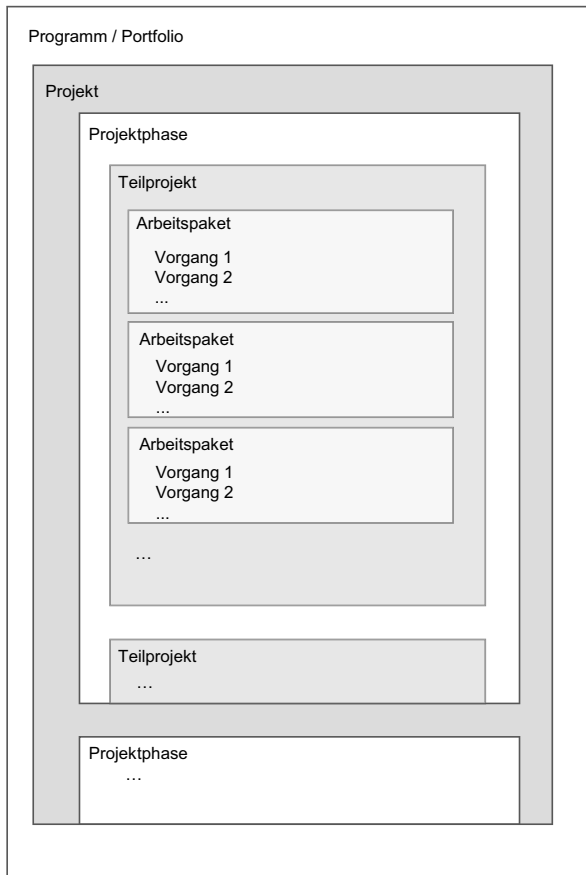 Programm / Portfolio
Projekt
Projektphase
Teilprojekt
Arbeitspaket
Vorgang 1
Vorgang 2
...
Arbeitspaket
Vorgang 1
Vorgang 2
...
Arbeitspaket
Vorgang 1
Vorgang 2
...
…
Teilprojekt
…
Projektphase
…